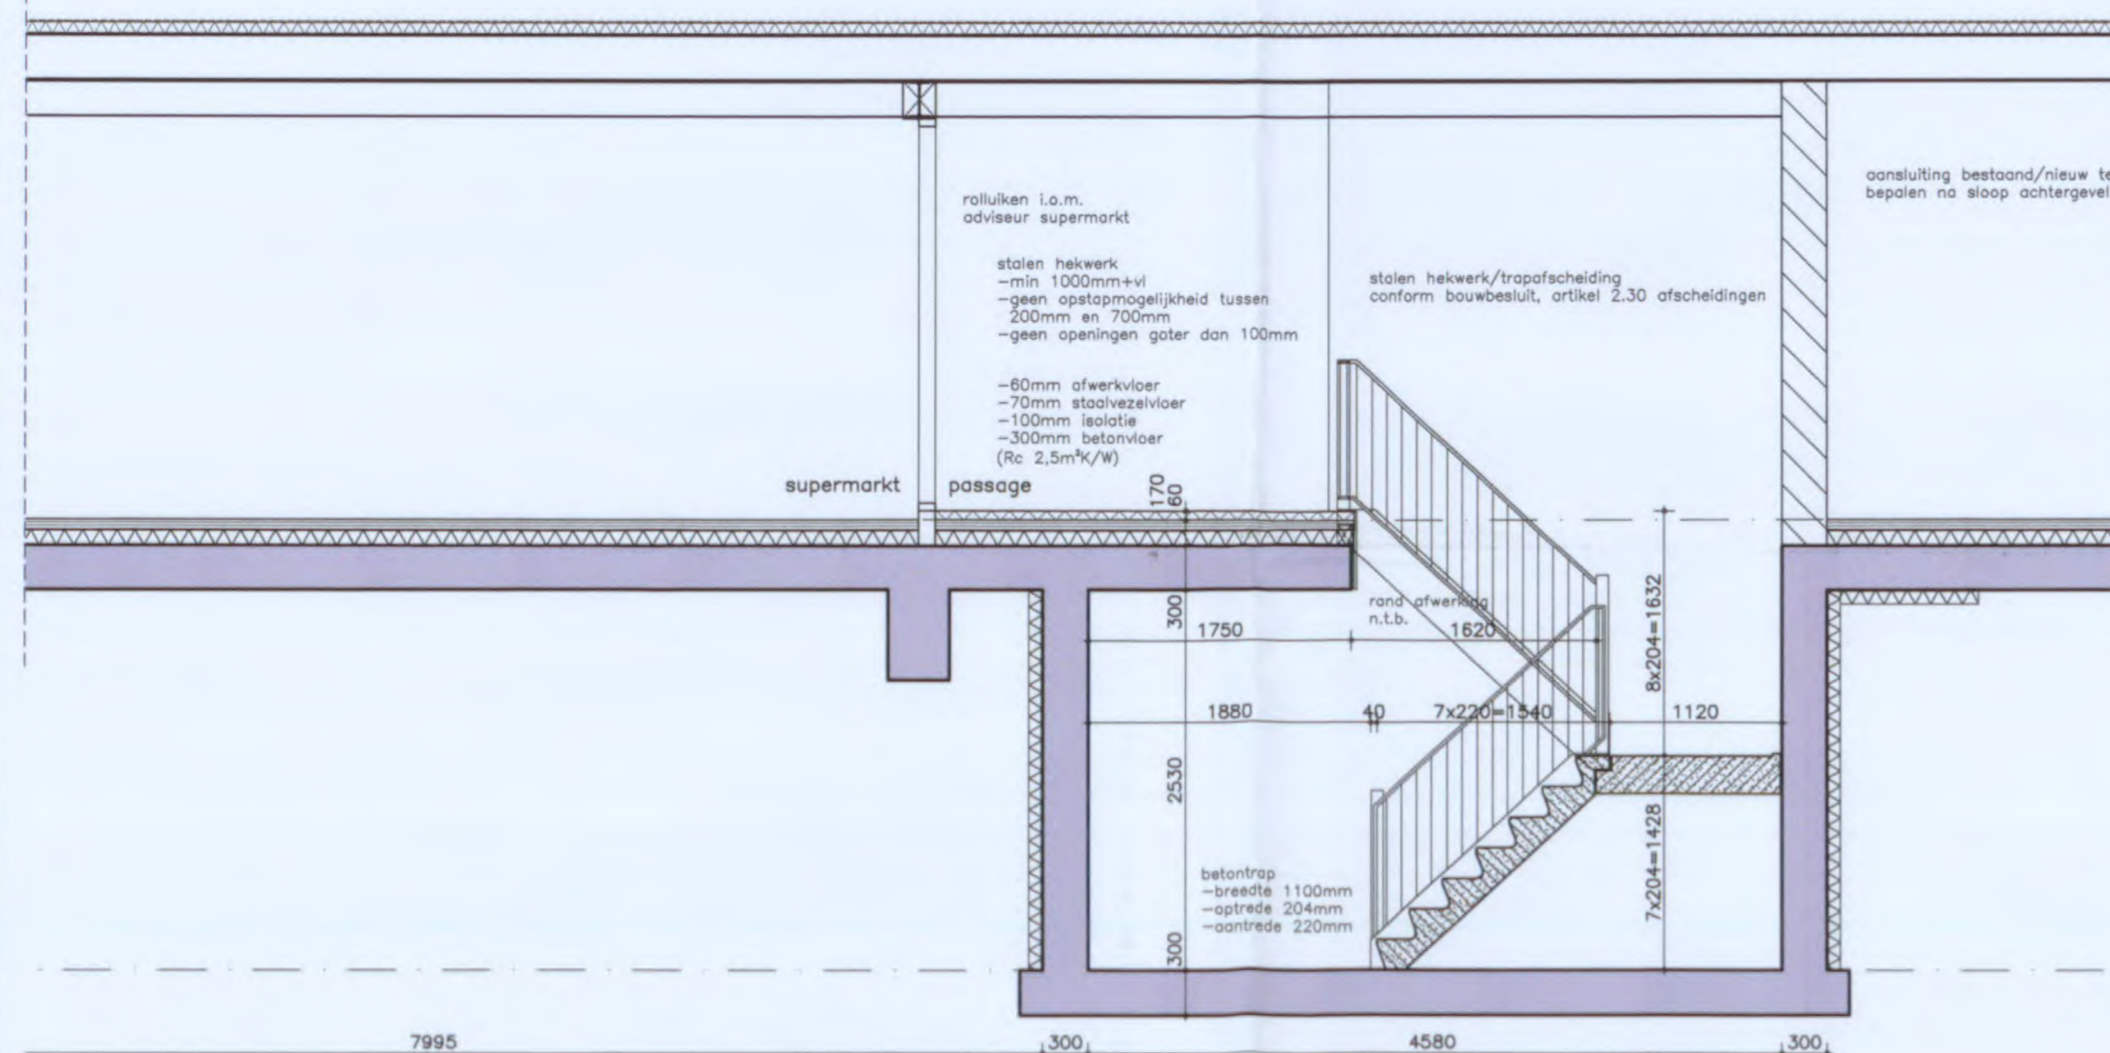 rolluiken i.o.m.
adviseur supermarkt
stalen hekwerk
-min 1000mm+vl
-geen opstapmogelijkheid tussen
200mm en 700mm
-geen openingen goter dan 100mm
-60mm afwerkvloer
-70mm staalvezelvloer
-100mm isolatie
-300mm betonvloer
(Rc 2,5m²K/W)
supermarkt
passage
stalen hekwerk/trapafscheiding
conform bouwbesluit, artikel 2.30 afscheidingen
aansluiting bestaand/nieuw te
bepalen na sloop achtergevel
170
60
rand afwerking
n.t.b.
300
1750
1620
8x204=1632
1880
40
7x220=1540
1120
2530
7x204=1428
betontrap
-breedte 1100mm
-optrede 204mm
-aantrede 220mm
300
7995
300
4580
300